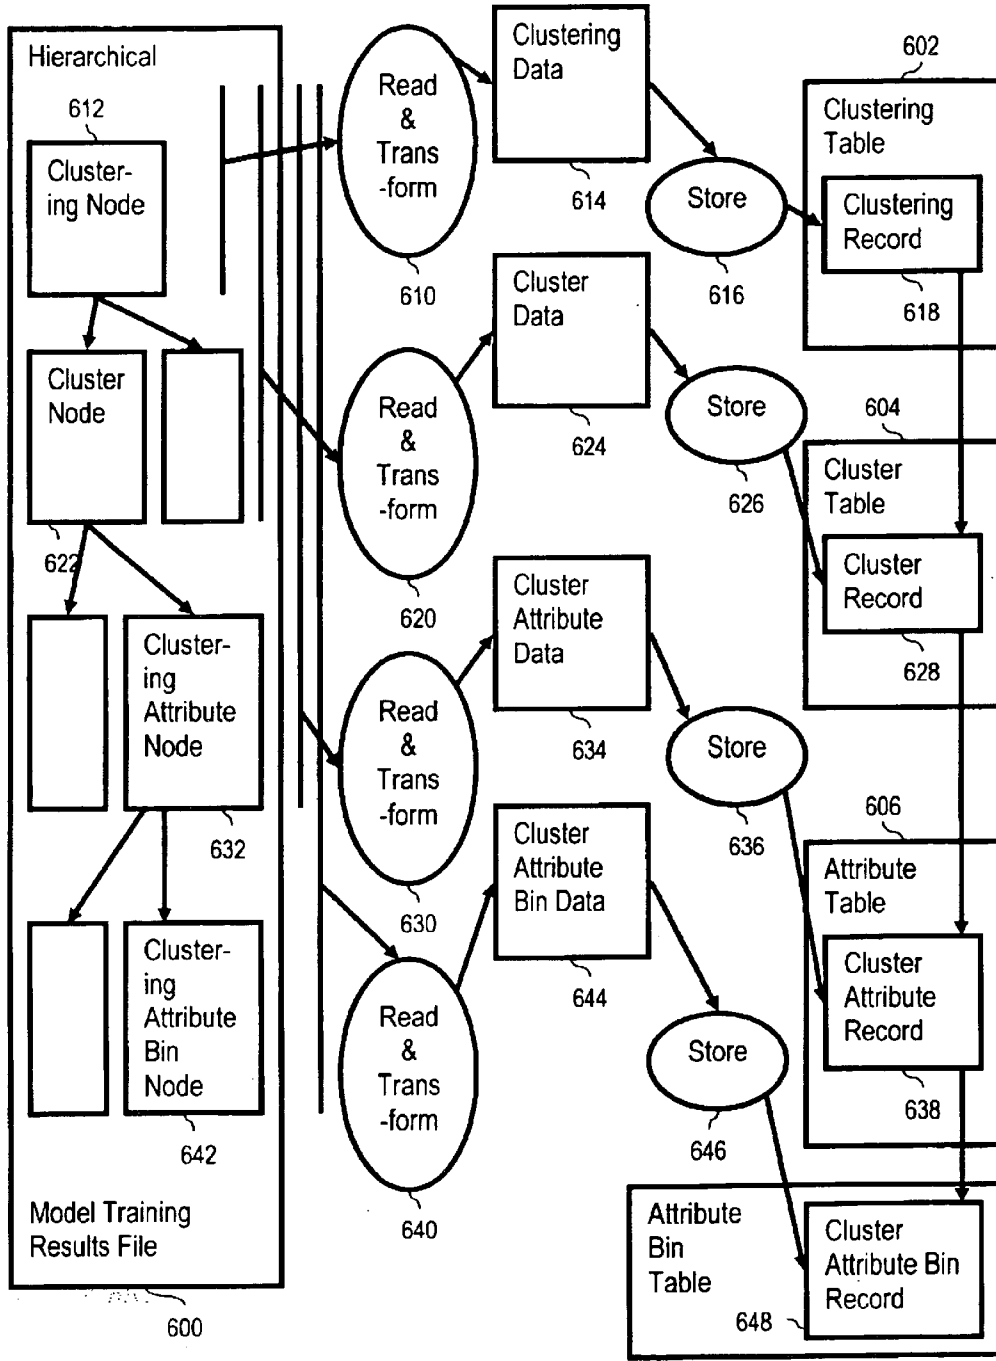 Hierarchical
612
Cluster-
ing Node
Cluster
Node
622
Cluster-
ing
Attribute
Node
632
Cluster-
ing
Attribute
Bin
Node
642
Model Training
Results File
600
Read
&
Trans
-form
610
Read
&
Trans
-form
620
Read
&
Trans
-form
630
Read
&
Trans
-form
640
Clustering
Data
614
Cluster
Data
624
Cluster
Attribute
Data
634
Cluster
Attribute
Bin Data
644
Store
616
Store
626
Store
636
Store
646
602
Clustering
Table
Clustering
Record
618
604
Cluster
Table
Cluster
Record
628
606
Attribute
Table
Cluster
Attribute
Record
638
Attribute
Bin
Table
Cluster
Attribute Bin
Record
648